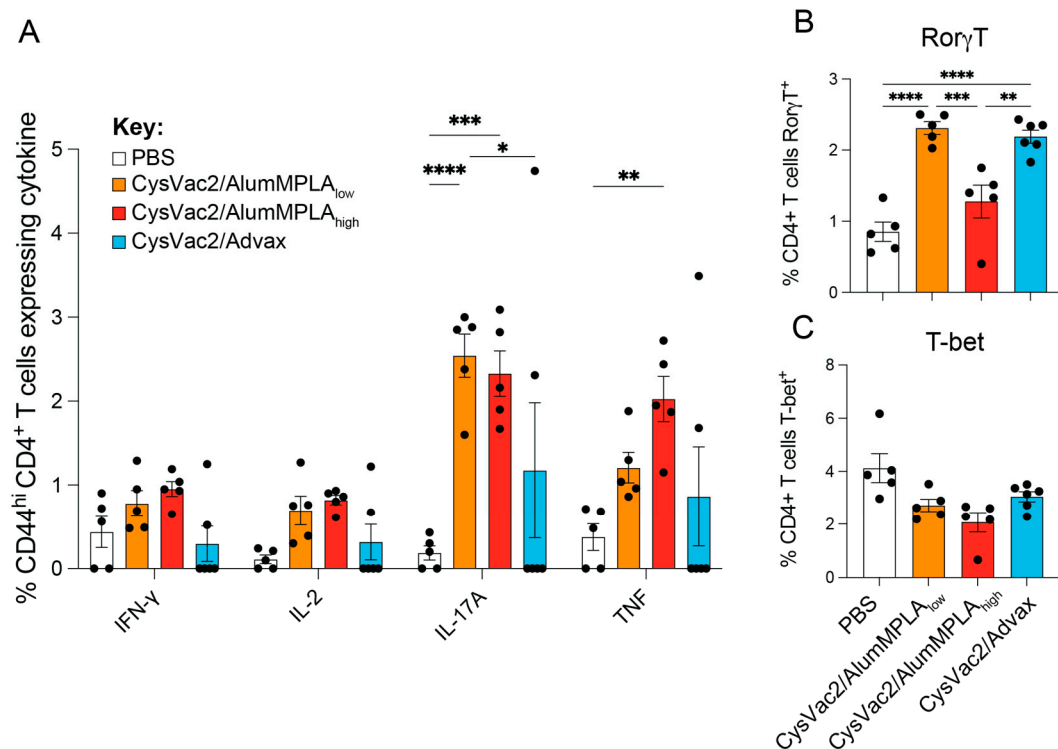 A
Key:
PBS
CysVac2/AlumMPLAlow
CysVac2/AlumMPLAhigh
CysVac2/Advax
% CD44hi CD4+ T cells expressing cytokine
5
4
3
2
1
0
***
****
*
**
IFN-γ
IL-2
IL-17A
TNF
B
RorγT
% CD4+ T cells RorγT+
3
2
1
0
****
**** *** **
C
T-bet
% CD4+ T cells T-bet+
8
6
4
2
0
PBS
CysVac2/AlumMPLAlow
CysVac2/AlumMPLAhigh
CysVac2/Advax